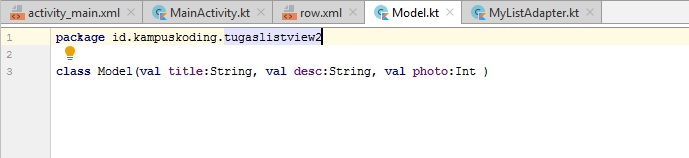 activity_main.xml MainActivity.kt row.xml Model.kt MyListAdapter.kt
1 package id.kampuskoding.tugaslistview2
2
3 class Model(val title:String, val desc:String, val photo:Int )